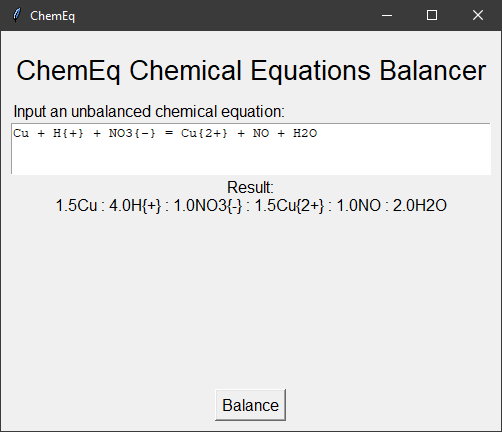 ChemEq
ChemEq Chemical Equations Balancer
Input an unbalanced chemical equation:
Cu + H{+} + NO3{-} = Cu{2+} + NO + H2O
Result:
1.5Cu : 4.0H{+} : 1.0NO3{-} : 1.5Cu{2+} : 1.0NO : 2.0H2O
Balance